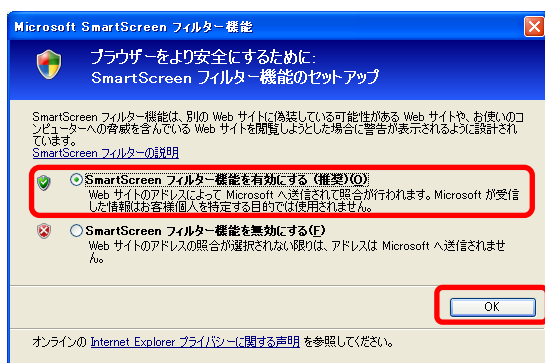 Microsoft SmartScreen フィルター機能
ブラウザーをより安全にするために:
SmartScreen フィルター機能のセットアップ
SmartScreen フィルター機能は、別の Web サイトに偽装している可能性がある Web サイトや、お使いのコ
ンピューターへの脅威を含んでいる Web サイトを閲覧しようとした場合に警告が表示されるように設計され
ています。
SmartScreen フィルターの説明
SmartScreen フィルター機能を有効にする (推奨)(O)
Web サイトのアドレスによって Microsoft へ送信されて照合が行われます。Microsoft が受信
した情報はお客様個人を特定する目的では使用されません。
SmartScreen フィルター機能を無効にする(F)
Web サイトのアドレスの照合が選択されない限りは、アドレスは Microsoft へ送信されませ
ん。
OK
オンラインの Internet Explorer プライバシーに関する声明 を参照してください。